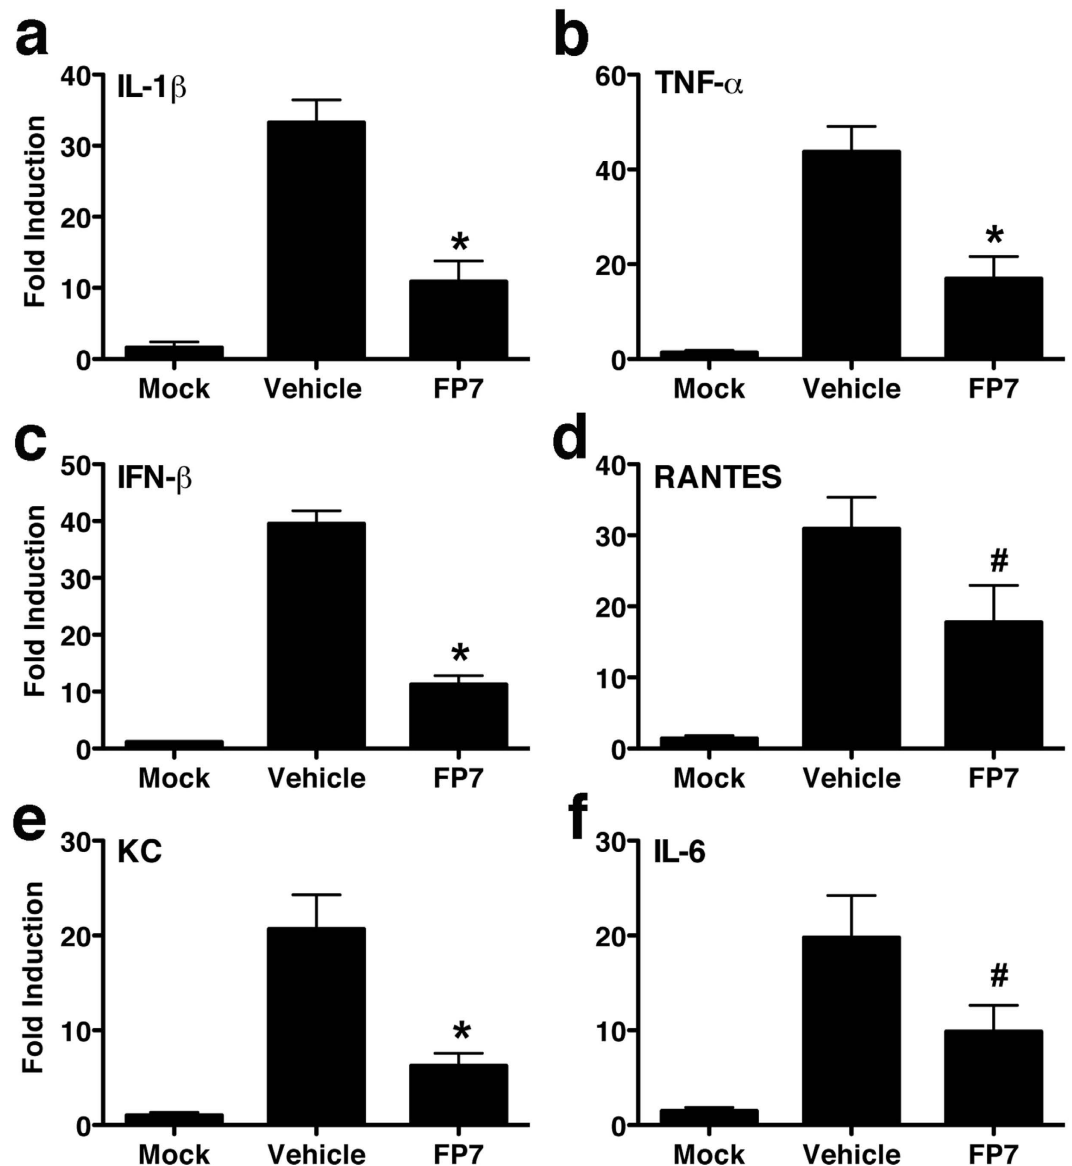 a
b
40
IL-1β
30
20
10
0
Fold Induction
*
Mock Vehicle FP7
60
TNF-α
40
20
0
*
Mock Vehicle FP7
c
d
50
IFN-β
40
30
20
10
0
Fold Induction
*
Mock Vehicle FP7
40
RANTES
30
20
10
0
#
Mock Vehicle FP7
e
f
30
KC
20
10
0
Fold Induction
*
Mock Vehicle FP7
30
IL-6
20
10
0
#
Mock Vehicle FP7